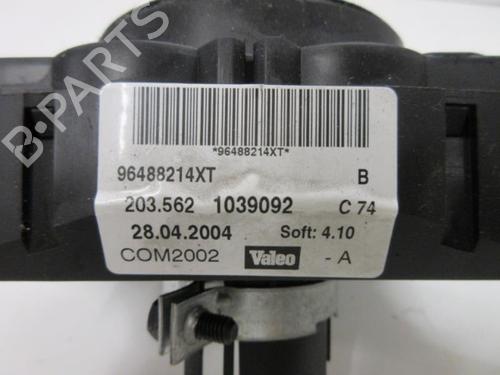 B-PARTS
*96488214XT*
96488214XT B
203.562 1039092 C 74
28.04.2004 Soft: 4.10
COM2002 Valeo - A